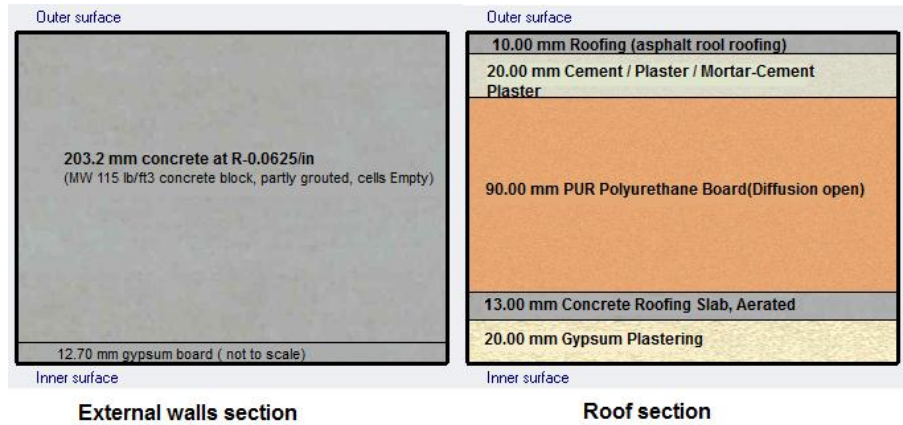 Outer surface
203.2 mm concrete at R-0.0625/in
(MW 115 lb/ft3 concrete block, partly grouted, cells Empty)
12.70 mm gypsum board ( not to scale)
Inner surface
External walls section
Outer surface
10.00 mm Roofing (asphalt rool roofing)
20.00 mm Cement / Plaster / Mortar-Cement
Plaster
90.00 mm PUR Polyurethane Board(Diffusion open)
13.00 mm Concrete Roofing Slab, Aerated
20.00 mm Gypsum Plastering
Inner surface
Roof section